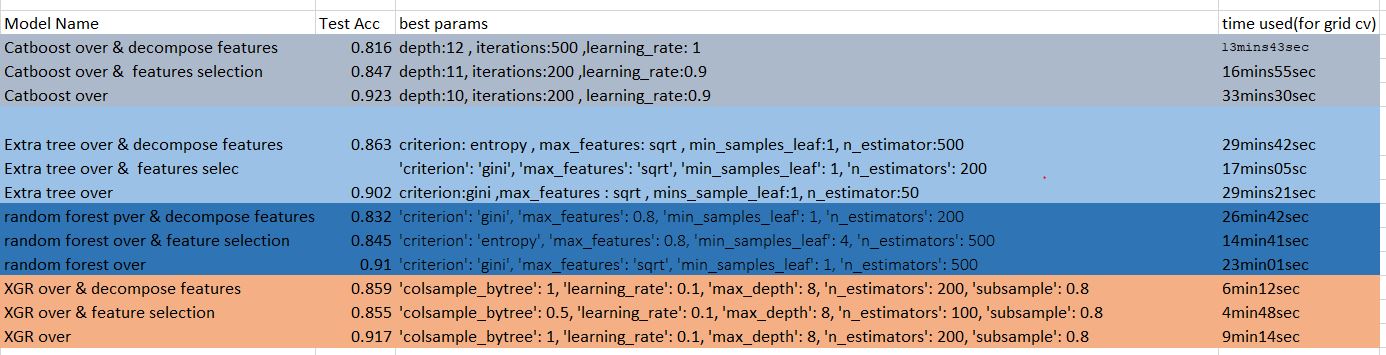 Model Name Test Acc best params time used(for grid cv)
Catboost over & decompose features 0.816 depth:12 , iterations:500 ,learning_rate: 1 13mins43sec
Catboost over &  features selection 0.847 depth:11, iterations:200 ,learning_rate:0.9 16mins55sec
Catboost over 0.923 depth:10, iterations:200 , learning_rate:0.9 33mins30sec
Extra tree over & decompose features 0.863 criterion: entropy , max_features: sqrt , min_samples_leaf:1, n_estimator:500 29mins42sec
Extra tree over &  features selec 'criterion': 'gini', 'max_features': 'sqrt', 'min_samples_leaf': 1, 'n_estimators': 200 17mins05sc
Extra tree over 0.902 criterion:gini ,max_features : sqrt , mins_sample_leaf:1, n_estimator:50 29mins21sec
random forest pver & decompose features 0.832 'criterion': 'gini', 'max_features': 0.8, 'min_samples_leaf': 1, 'n_estimators': 200 26min42sec
random forest over & feature selection 0.845 'criterion': 'entropy', 'max_features': 0.8, 'min_samples_leaf': 4, 'n_estimators': 500 14min41sec
random forest over 0.91 'criterion': 'gini', 'max_features': 'sqrt', 'min_samples_leaf': 1, 'n_estimators': 500 23min01sec
XGR over & decompose features 0.859 'colsample_bytree': 1, 'learning_rate': 0.1, 'max_depth': 8, 'n_estimators': 200, 'subsample': 0.8 6min12sec
XGR over & feature selection 0.855 'colsample_bytree': 0.5, 'learning_rate': 0.1, 'max_depth': 8, 'n_estimators': 100, 'subsample': 0.8 4min48sec
XGR over 0.917 'colsample_bytree': 1, 'learning_rate': 0.1, 'max_depth': 8, 'n_estimators': 200, 'subsample': 0.8 9min14sec